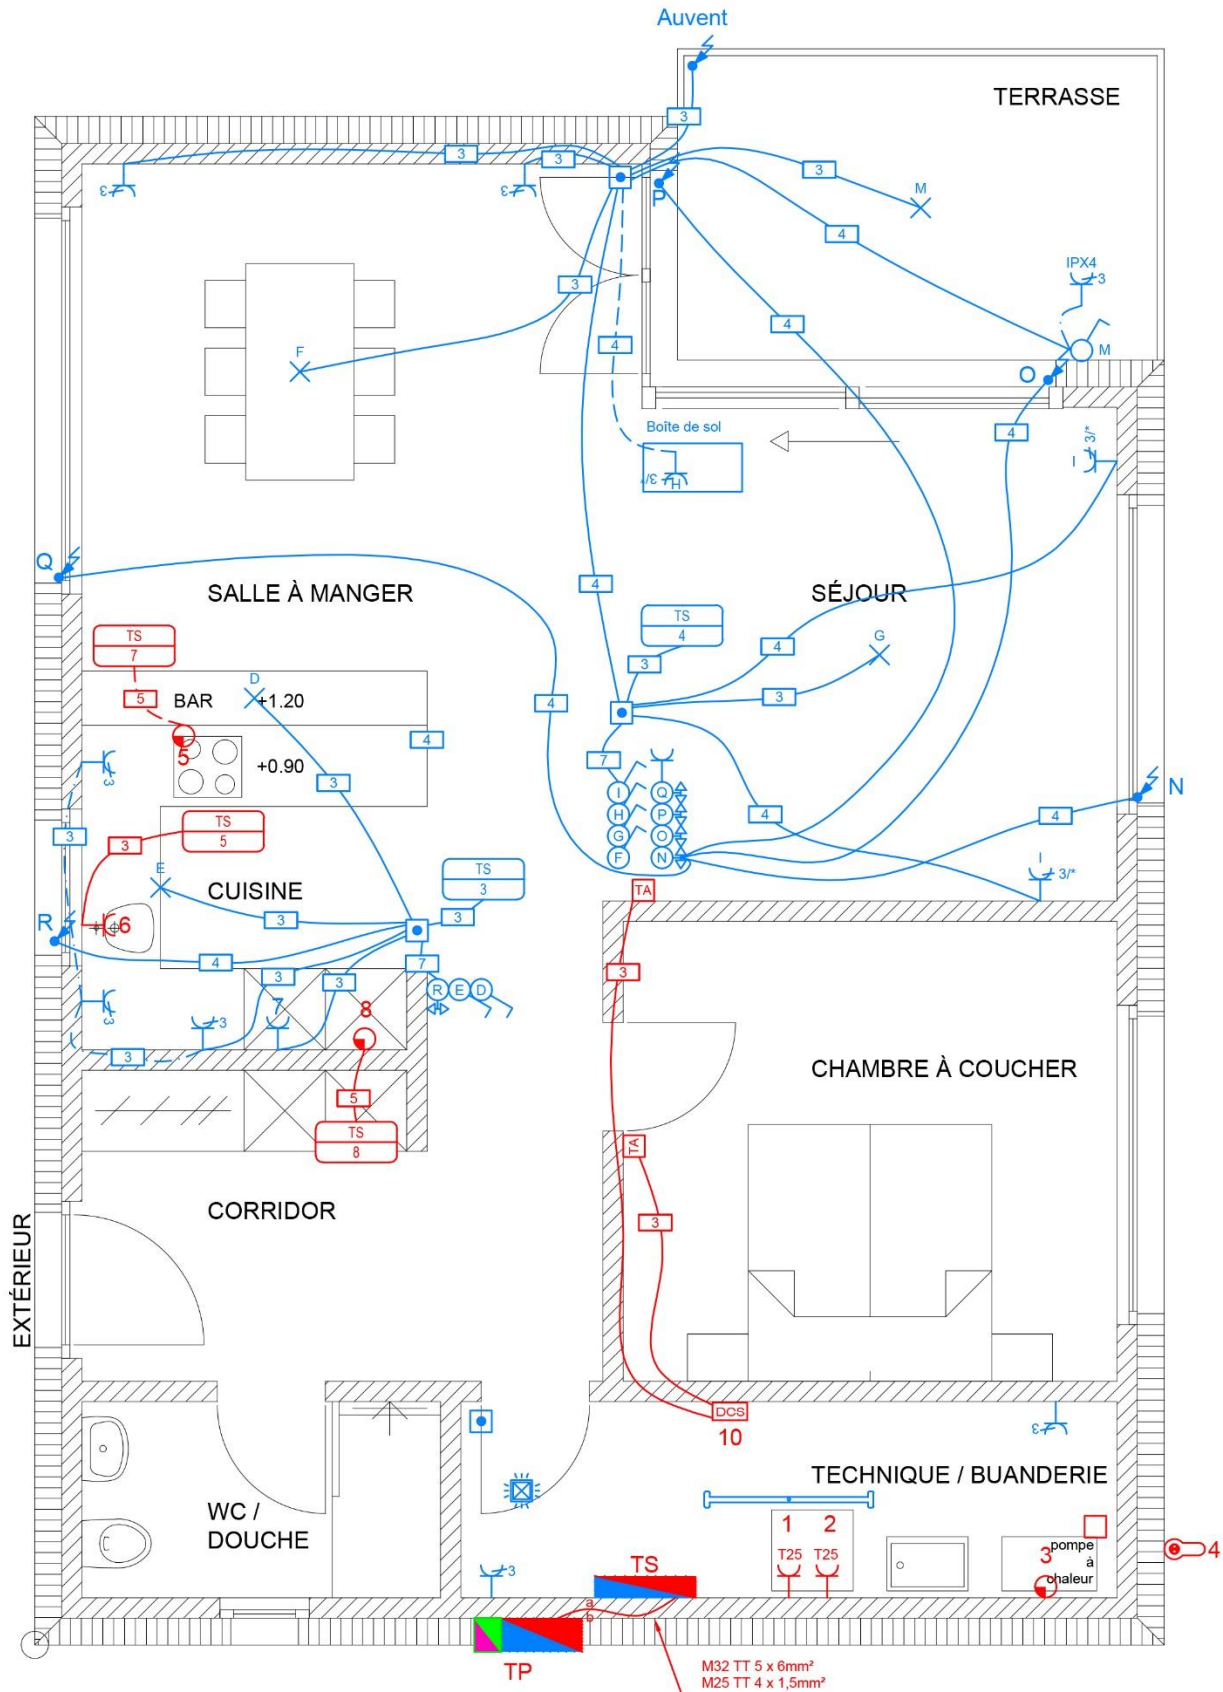 Auvent
TERRASSE
3
3
3
3
M
3
3
P
4
IPX4
3
M
3
4
4
F
O
4
Boîte de sol
3/*
I
3/*
H
Q
SALLE À MANGER
4
SÉJOUR
TS
4
TS
7
3
4
G
5
BAR
D
+1.20
4
3
4
5
+0.90
3
3
7
N
I
Q
H
P
4
4
G
O
F
N
3
TS
5
3
E
CUISINE
TS
3
I
3/*
TA
R
6
3
3
4
7
3
3
3
3
7
8
R
E
D
3
3
CHAMBRE À COUCHER
5
TS
8
TA
CORRIDOR
3
EXTÉRIEUR
DCS
10
3
TECHNIQUE / BUANDERIE
WC /
DOUCHE
1
2
T25
T25
3
pompe
à
chaleur
4
3
TS
a
b
TP
M32 TT 5 x 6mm²
M25 TT 4 x 1,5mm²